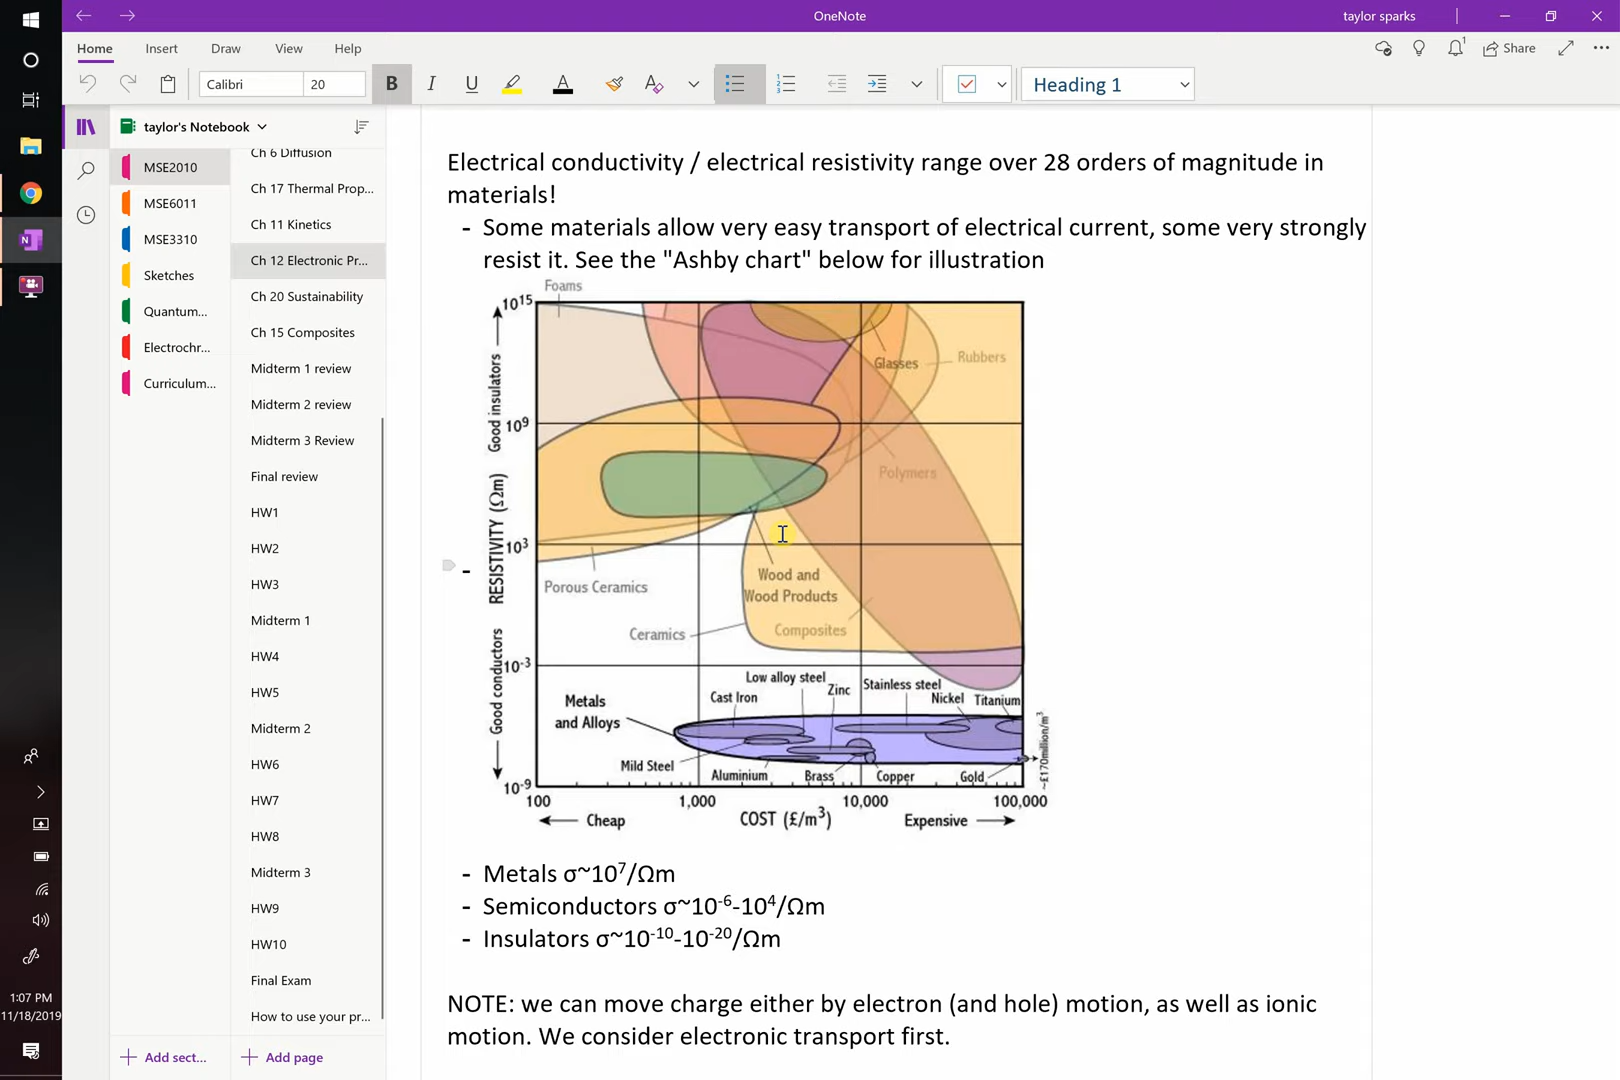 OneNote
taylor sparks
Home Insert Draw View Help
Share
Calibri 20 B I U A Heading 1
taylor's Notebook
MSE2010
MSE6011
MSE3310
Sketches
Quantum...
Electrochr...
Curriculum...
Add sect...
Ch 6 Diffusion
Ch 17 Thermal Prop...
Ch 11 Kinetics
Ch 12 Electronic Pr...
Ch 20 Sustainability
Ch 15 Composites
Midterm 1 review
Midterm 2 review
Midterm 3 Review
Final review
HW1
HW2
HW3
Midterm 1
HW4
HW5
Midterm 2
HW6
HW7
HW8
Midterm 3
HW9
HW10
Final Exam
How to use your pr...
Add page
Electrical conductivity / electrical resistivity range over 28 orders of magnitude in
materials!
- Some materials allow very easy transport of electrical current, some very strongly
resist it. See the "Ashby chart" below for illustration
-
Foams
10^15
10^9
10^3
10^-3
10^-9
Good insulators
RESISTIVITY (Ωm)
Good conductors
Glasses
Rubbers
Polymers
Wood and
Wood Products
Porous Ceramics
Ceramics
Composites
Metals
and Alloys
Low alloy steel
Cast Iron
Zinc
Stainless steel
Nickel
Titanium
Mild Steel
Aluminium
Brass
Copper
Gold
~£170million/m³
100 1,000 10,000 100,000
Cheap COST (£/m³) Expensive
- Metals σ~10⁷/Ωm
- Semiconductors σ~10⁻⁶-10⁴/Ωm
- Insulators σ~10⁻¹⁰-10⁻²⁰/Ωm
NOTE: we can move charge either by electron (and hole) motion, as well as ionic
motion. We consider electronic transport first.
1:07 PM
11/18/2019